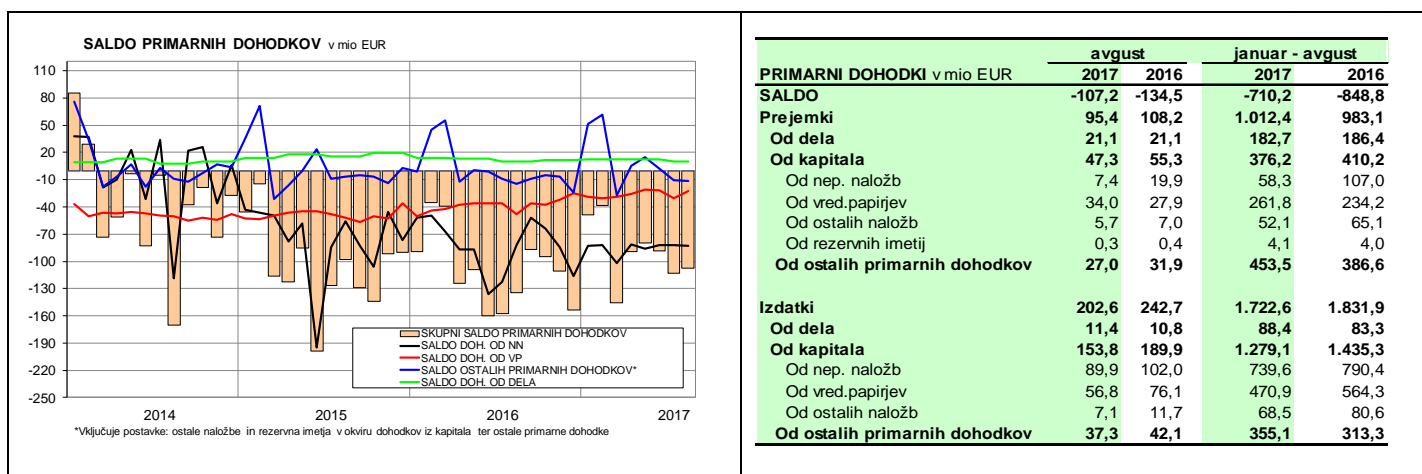 SALDO PRIMARNIH DOHODKOV v mio EUR
110
80
50
20
-10
-40
-70
-100
-130
-160
-190
-220
-250
SKUPNI SALDO PRIMARNIH DOHODKOV
SALDO DOH. OD NN
SALDO DOH. OD VP
SALDO OSTALIH PRIMARNIH DOHODKOV*
SALDO DOH. OD DELA
2014 2015 2016 2017
*Vključuje postavke: ostale naložbe in rezervna imetja v okviru dohodkov iz kapitala ter ostale primarne dohodke
avgust januar - avgust
PRIMARNI DOHODKI v mio EUR 2017 2016 2017 2016
SALDO -107,2 -134,5 -710,2 -848,8
Prejemki 95,4 108,2 1.012,4 983,1
Od dela 21,1 21,1 182,7 186,4
Od kapitala 47,3 55,3 376,2 410,2
Od nep. naložb 7,4 19,9 58,3 107,0
Od vred.papirjev 34,0 27,9 261,8 234,2
Od ostalih naložb 5,7 7,0 52,1 65,1
Od rezervnih imetij 0,3 0,4 4,1 4,0
Od ostalih primarnih dohodkov 27,0 31,9 453,5 386,6
Izdatki 202,6 242,7 1.722,6 1.831,9
Od dela 11,4 10,8 88,4 83,3
Od kapitala 153,8 189,9 1.279,1 1.435,3
Od nep. naložb 89,9 102,0 739,6 790,4
Od vred.papirjev 56,8 76,1 470,9 564,3
Od ostalih naložb 7,1 11,7 68,5 80,6
Od ostalih primarnih dohodkov 37,3 42,1 355,1 313,3